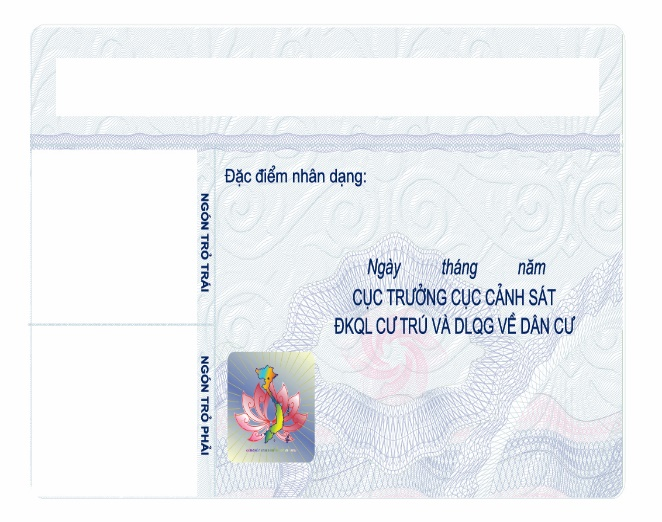 Đặc điểm nhân dạng:
NGÓN TRỎ TRÁI
Ngày tháng năm
CỤC TRƯỞNG CỤC CẢNH SÁT
ĐKQL CƯ TRÚ VÀ DLQG VỀ DÂN CƯ
NGÓN TRỎ PHẢI